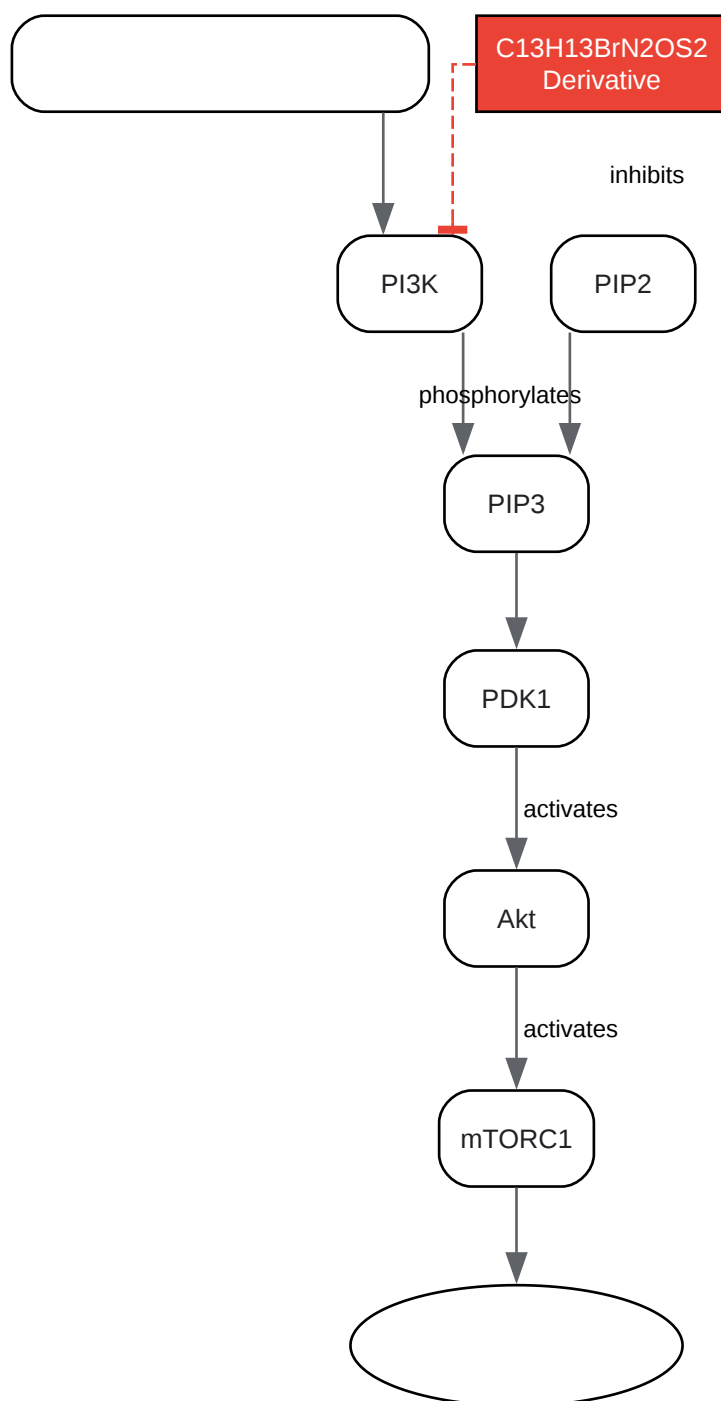 C13H13BrN2OS2
Derivative
inhibits
PI3K
PIP2
phosphorylates
PIP3
PDK1
activates
Akt
activates
mTORC1